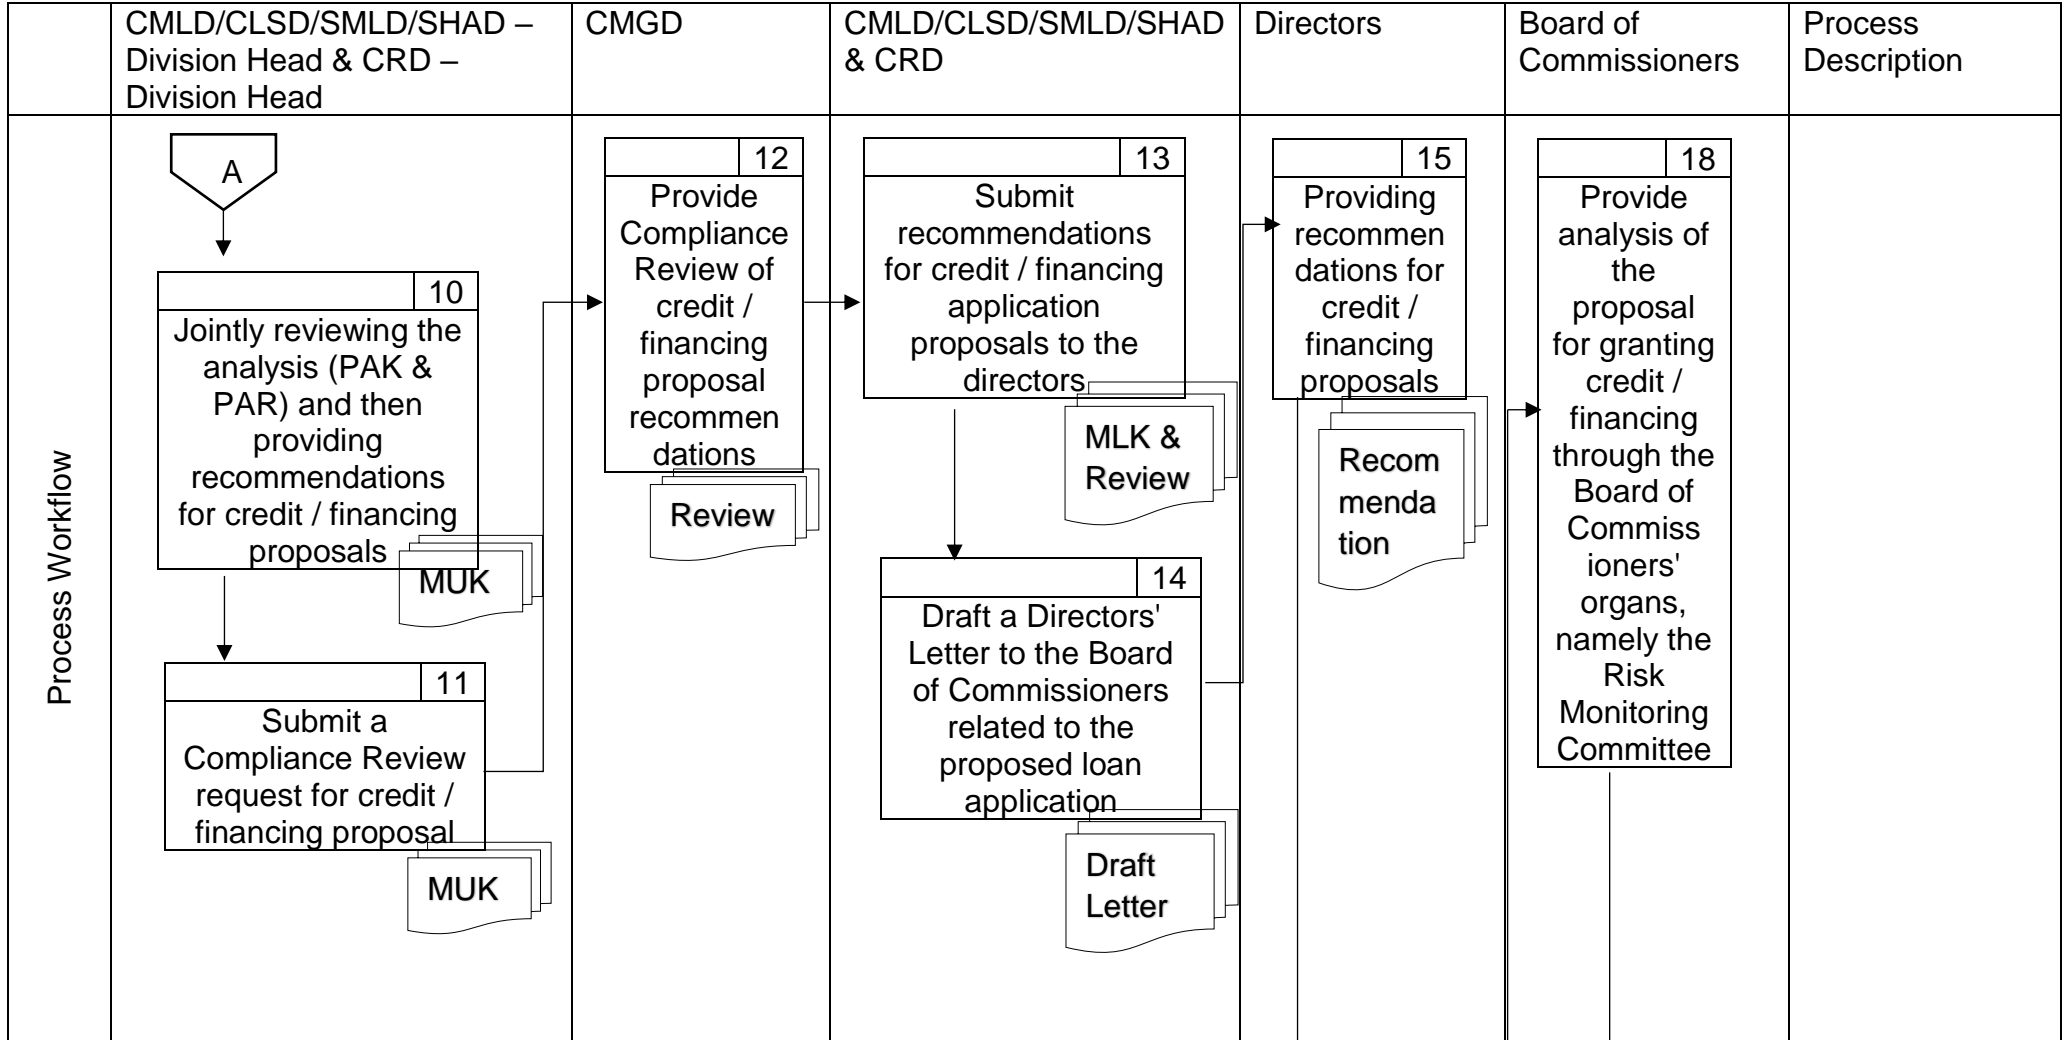 CMLD/CLSD/SMLD/SHAD –
Division Head & CRD –
Division Head
CMGD
CMLD/CLSD/SMLD/SHAD
& CRD
Directors
Board of
Commissioners
Process
Description
Process Workflow
A
10
Jointly reviewing the
analysis (PAK &
PAR) and then
providing
recommendations
for credit / financing
proposals
MUK
11
Submit a
Compliance Review
request for credit /
financing proposal
MUK
12
Provide
Compliance
Review of
credit /
financing
proposal
recommen
dations
Review
13
Submit
recommendations
for credit / financing
application
proposals to the
directors
MLK &
Review
14
Draft a Directors'
Letter to the Board
of Commissioners
related to the
proposed loan
application
Draft
Letter
15
Providing
recommen
dations for
credit /
financing
proposals
Recom
menda
tion
18
Provide
analysis of
the
proposal
for granting
credit /
financing
through the
Board of
Commiss
ioners'
organs,
namely the
Risk
Monitoring
Committee